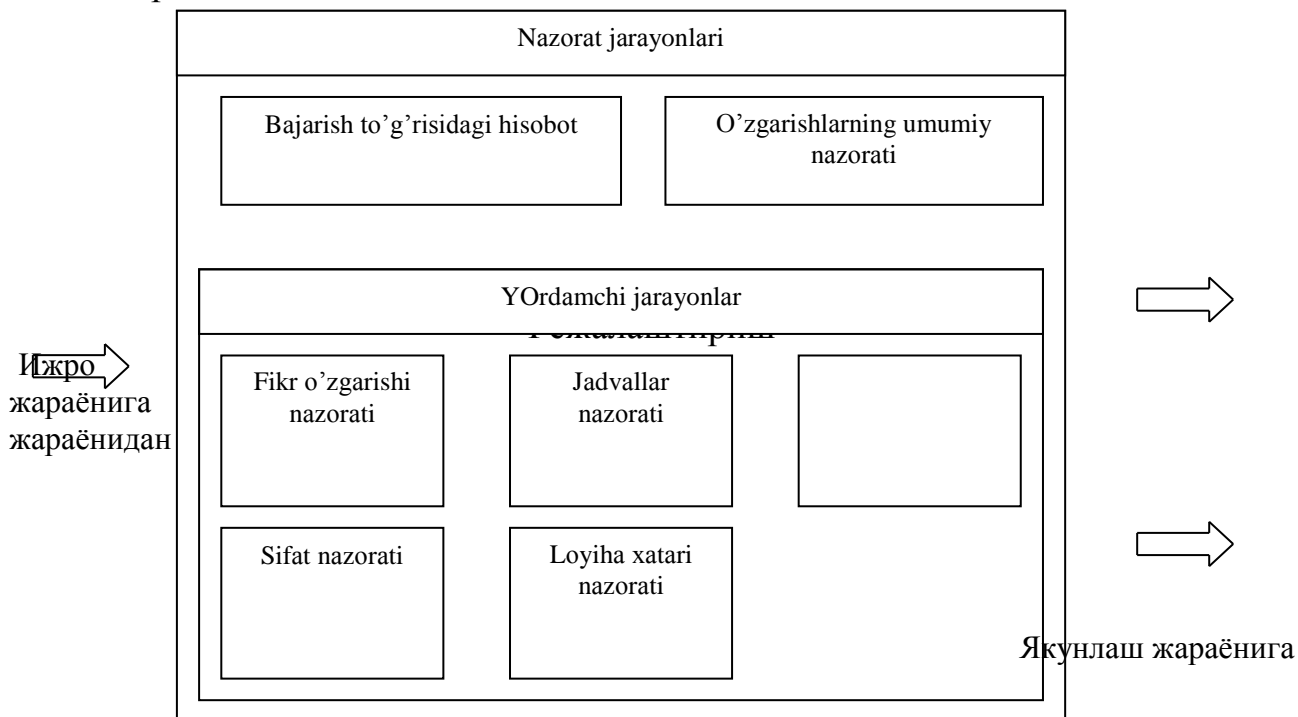 Nazorat jarayonlari
Bajarish to’g’risidagi hisobot
O’zgarishlarning umumiy
nazorati
YOrdamchi jarayonlar
Ижро
жараёнига
жараёнидан
Fikr o’zgarishi
nazorati
Jadvallar
nazorati
Sifat nazorati
Loyiha xatari
nazorati
Якунлаш жараёнига